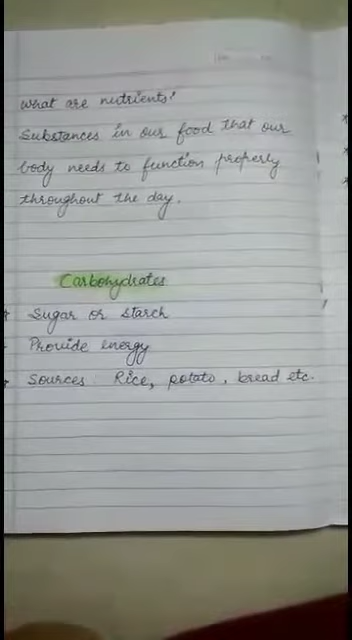 what are nutrients?
Substances in our food that our
body needs to function properly
throughout the day.
Carbohydrates
Sugar or starch
Provide energy
Sources Rice, potato, bread etc.